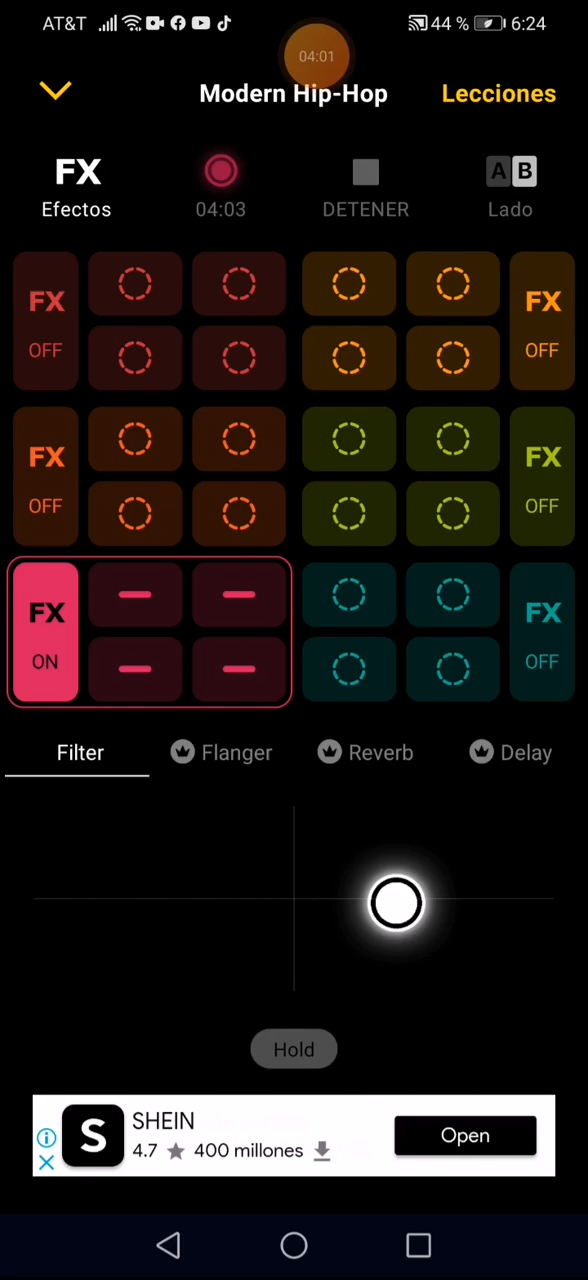 AT&T 44 % 6:24
04:01
Modern Hip-Hop Lecciones
FX A B
Efectos 04:03 DETENER Lado
FX FX
OFF OFF
FX FX
OFF OFF
FX FX
ON OFF
Filter Flanger Reverb Delay
Hold
S SHEIN
4.7 400 millones
Open